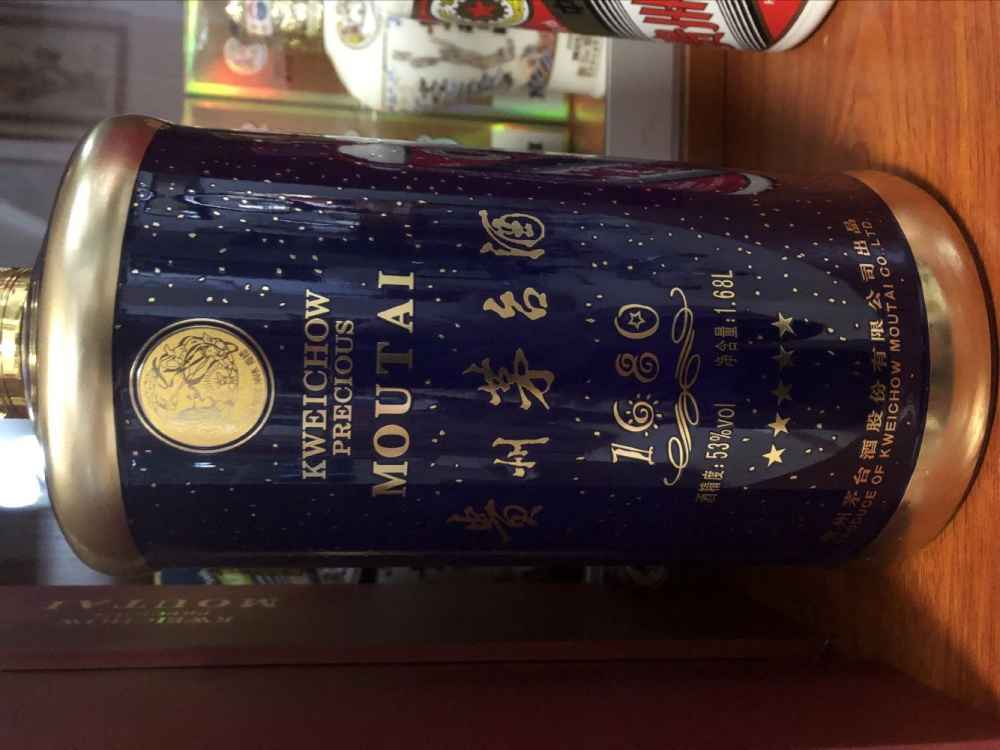 KWEICHOW
PRECIOUS
MOUTAI
贵州茅台酒
1680
酒精度:53%vol 净含量:1.68L
贵州茅台酒股份有限公司出品
PRODUCE OF KWEICHOW MOUTAI CO LTD
KWEICHOW
MOUTAI